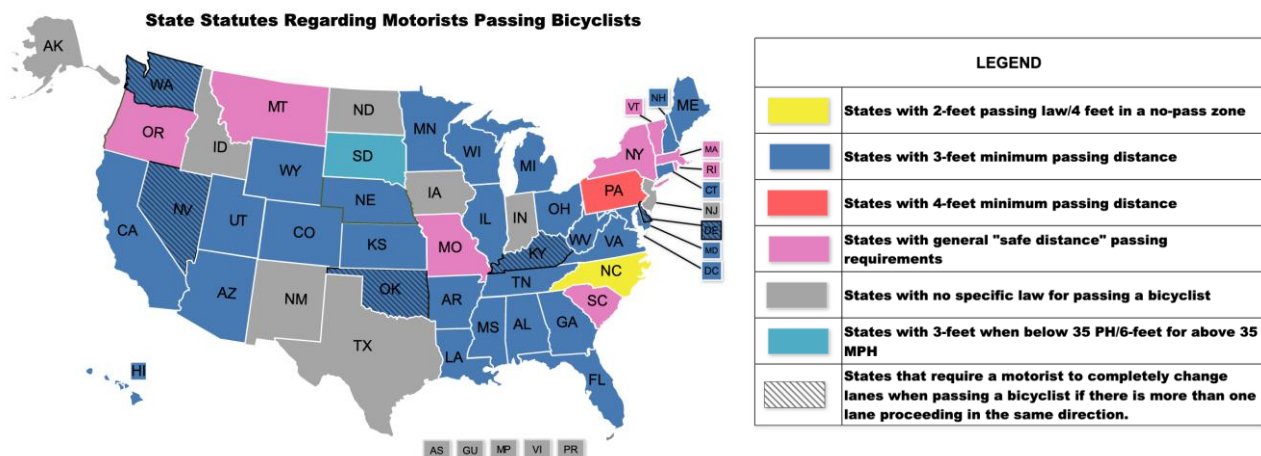 State Statutes Regarding Motorists Passing Bicyclists
AK
WA
MT
ND
MN
VT
NH
ME
OR
ID
SD
WI
MI
NY
MA
RI
CT
NJ
DE
MD
DC
WY
IA
PA
NE
NV
UT
CO
IL
IN
OH
WV
VA
CA
KS
MO
KY
NC
TN
AZ
NM
OK
AR
SC
MS
AL
GA
TX
LA
FL
HI
AS
GU
MP
VI
PR
LEGEND
States with 2-feet passing law/4 feet in a no-pass zone
States with 3-feet minimum passing distance
States with 4-feet minimum passing distance
States with general "safe distance" passing
requirements
States with no specific law for passing a bicyclist
States with 3-feet when below 35 PH/6-feet for above 35
MPH
States that require a motorist to completely change
lanes when passing a bicyclist if there is more than one
lane proceeding in the same direction.